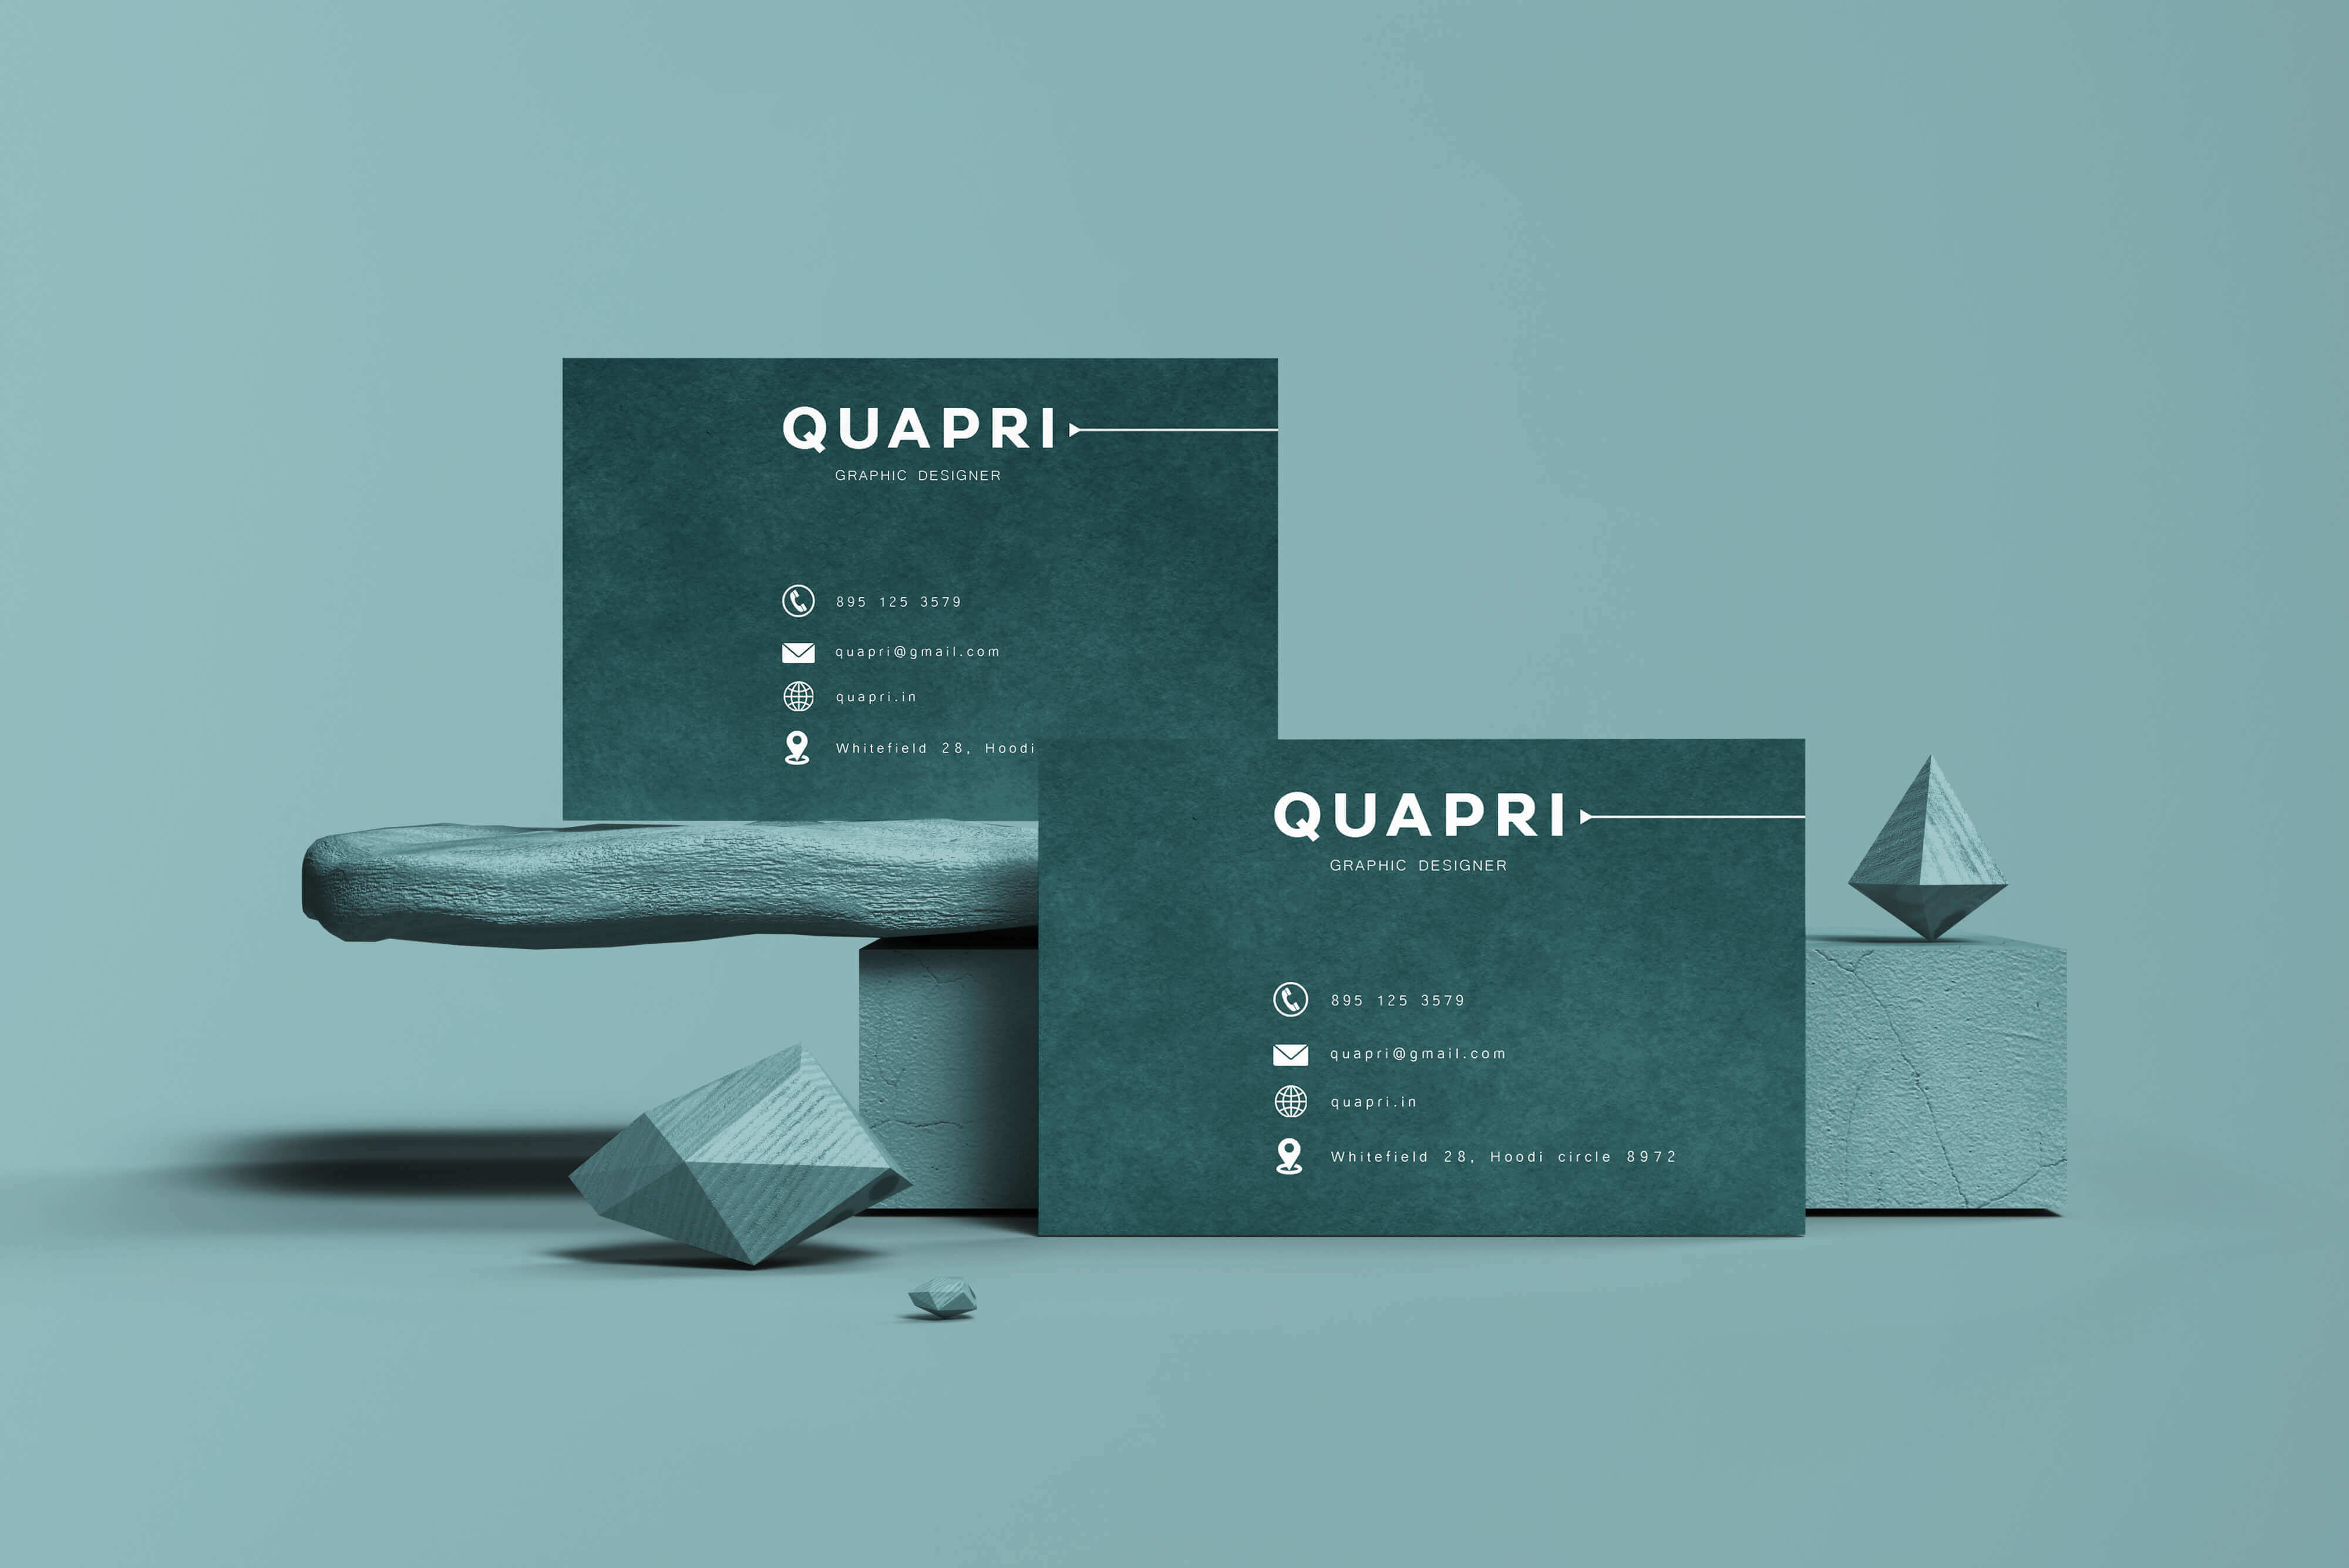 QUAPRI
GRAPHIC DESIGNER
895 125 3579
quapri@gmail.com
quapri.in
Whitefield 28, Hoodi
QUAPRI
GRAPHIC DESIGNER
895 125 3579
quapri@gmail.com
quapri.in
Whitefield 28, Hoodi circle 8972